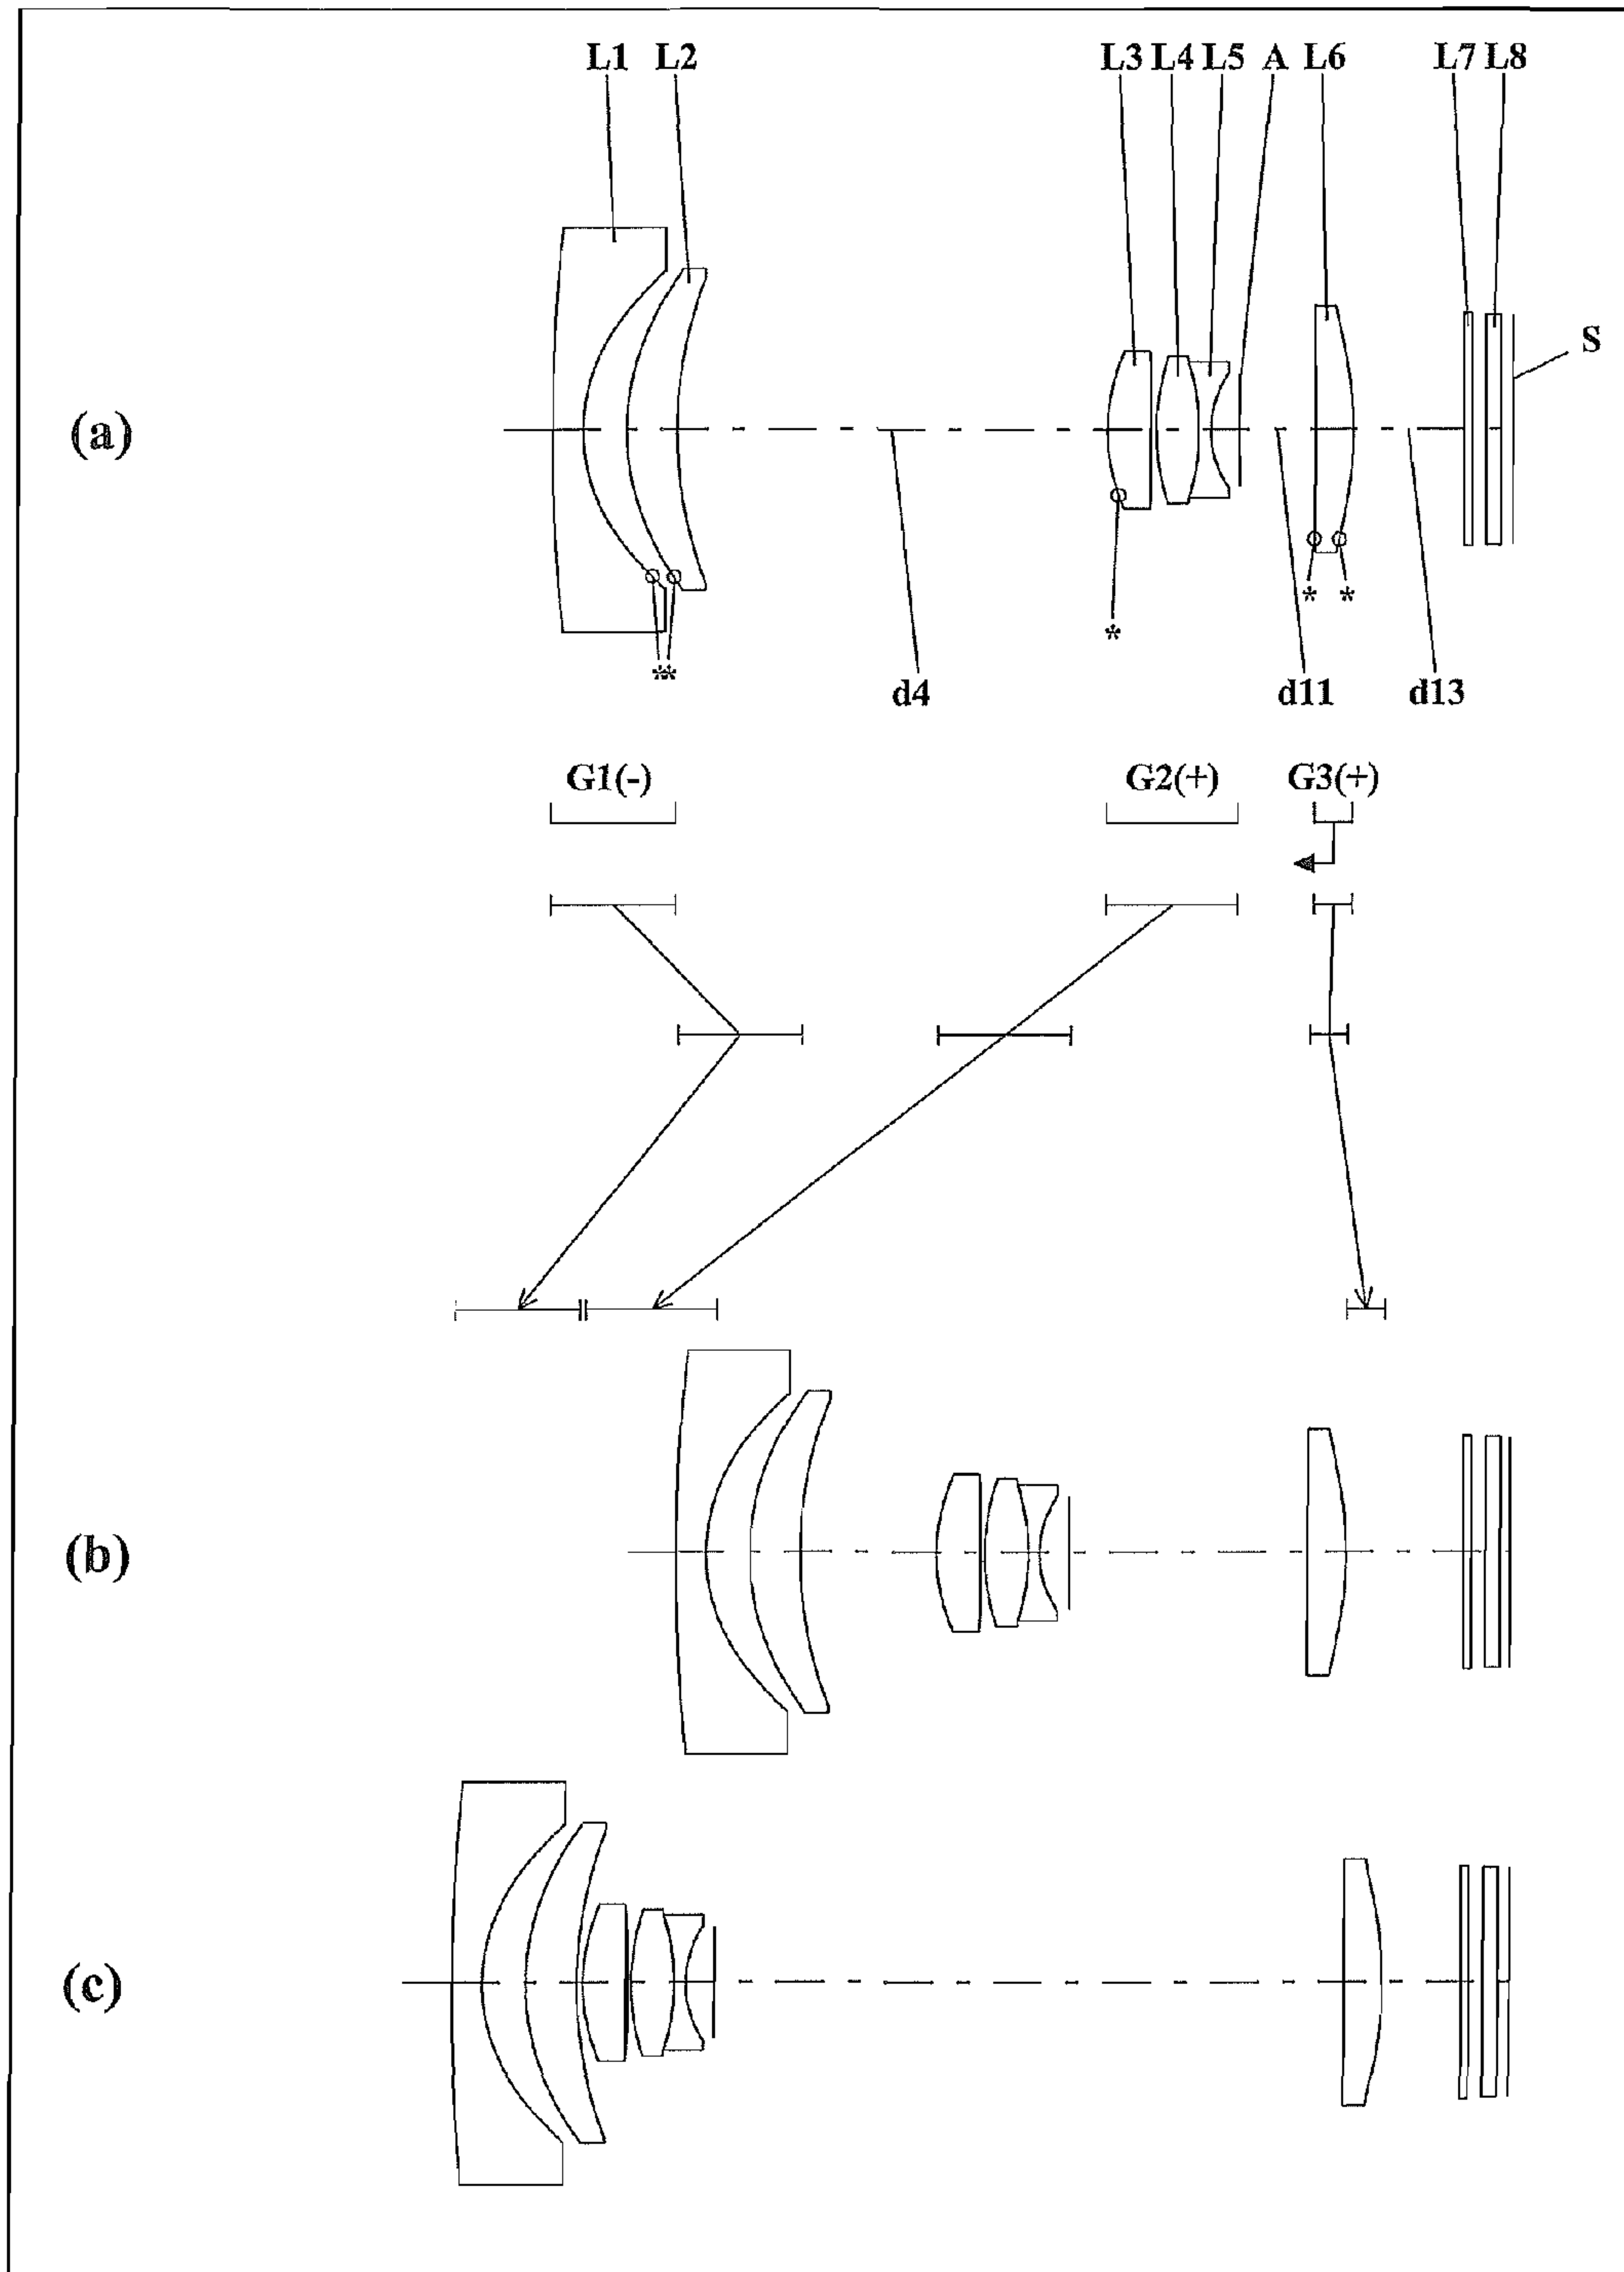 L1 L2 L3 L4 L5 A L6 L7 L8
S
(a)
* *
*
**
d4 d11 d13
G1(-) G2(+) G3(+)
(b)
(c)